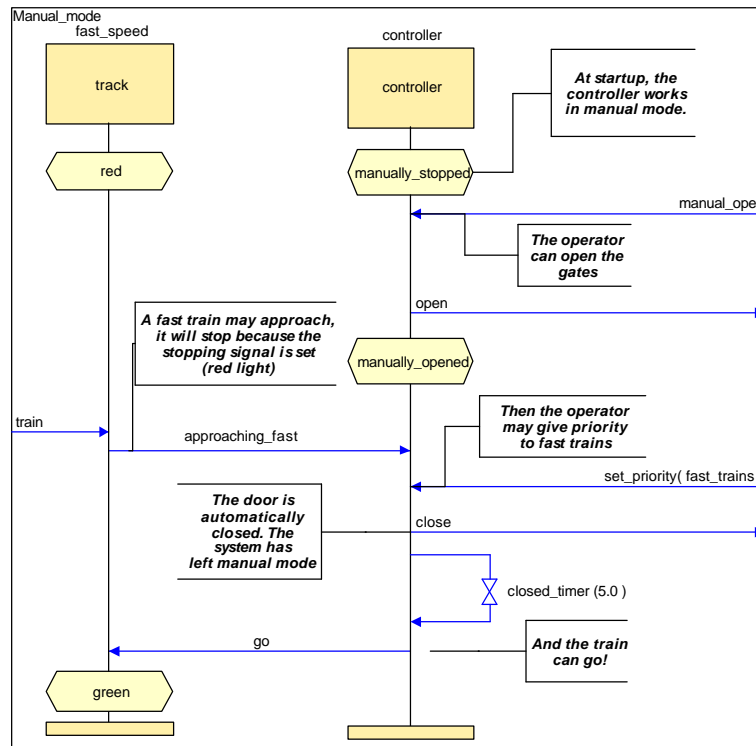 Manual_mode
fast_speed
controller
track
controller
At startup, the
controller works
in manual mode.
red
manually_stopped
manual_ope
The operator
can open the
gates
open
A fast train may approach,
it will stop because the
stopping signal is set
(red light)
manually_opened
train
approaching_fast
Then the operator
may give priority
to fast trains
set_priority( fast_trains
The door is
automatically
closed. The
system has
left manual mode
close
closed_timer (5.0 )
go
And the train
can go!
green